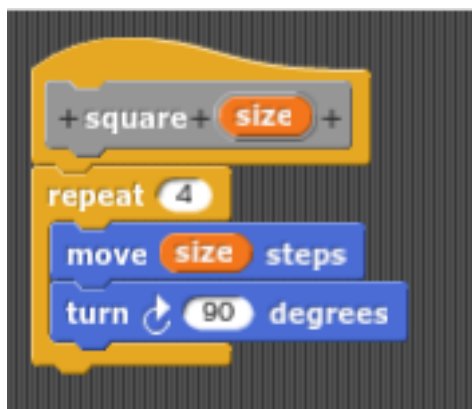 + square + size +
repeat 4
move size steps
turn 90 degrees